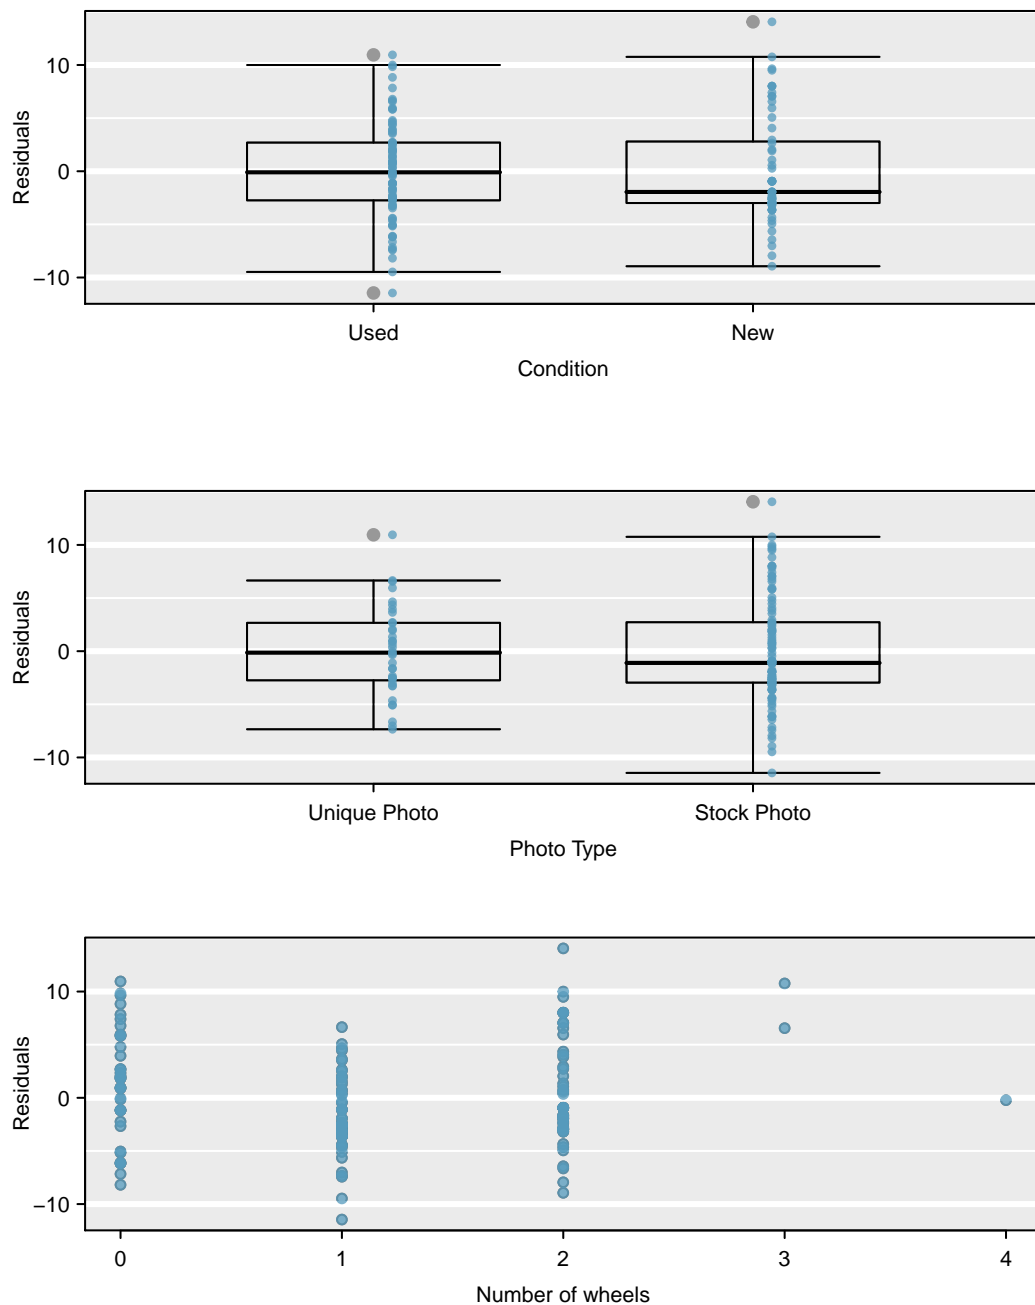 10
0
−10
Residuals
Used New
Condition
10
0
−10
Residuals
Unique Photo Stock Photo
Photo Type
10
0
−10
Residuals
0 1 2 3 4
Number of wheels